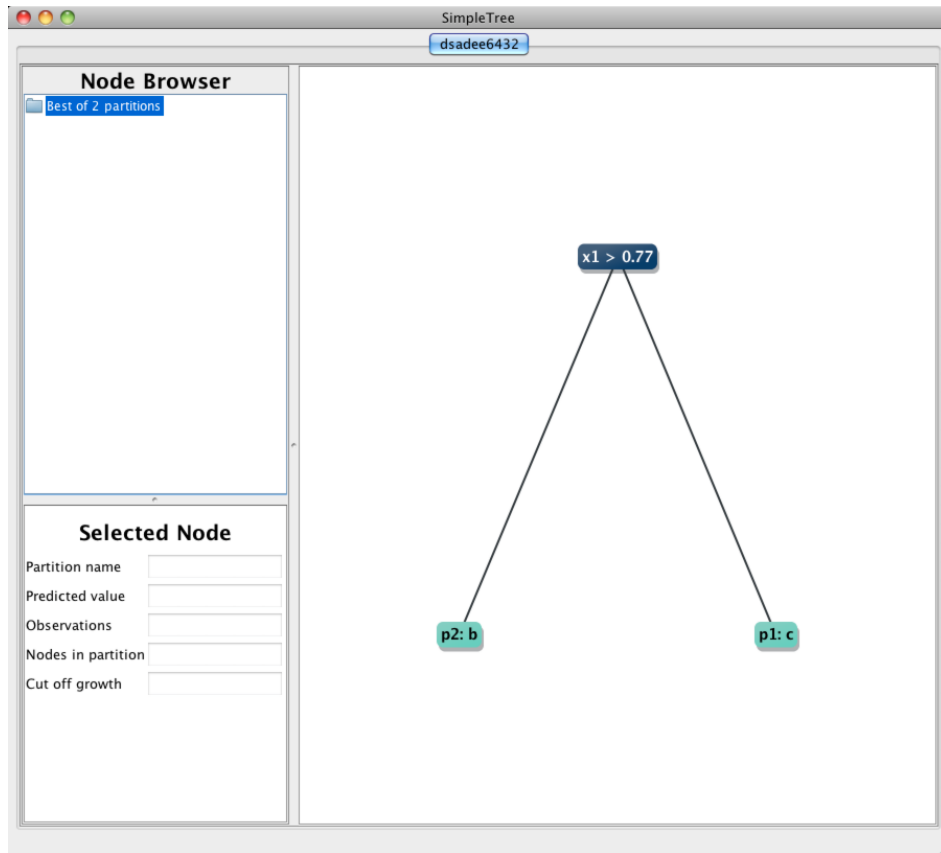 SimpleTree
dsadee6432
Node Browser
Best of 2 partitions
x1 > 0.77
p2: b
p1: c
Selected Node
Partition name
Predicted value
Observations
Nodes in partition
Cut off growth